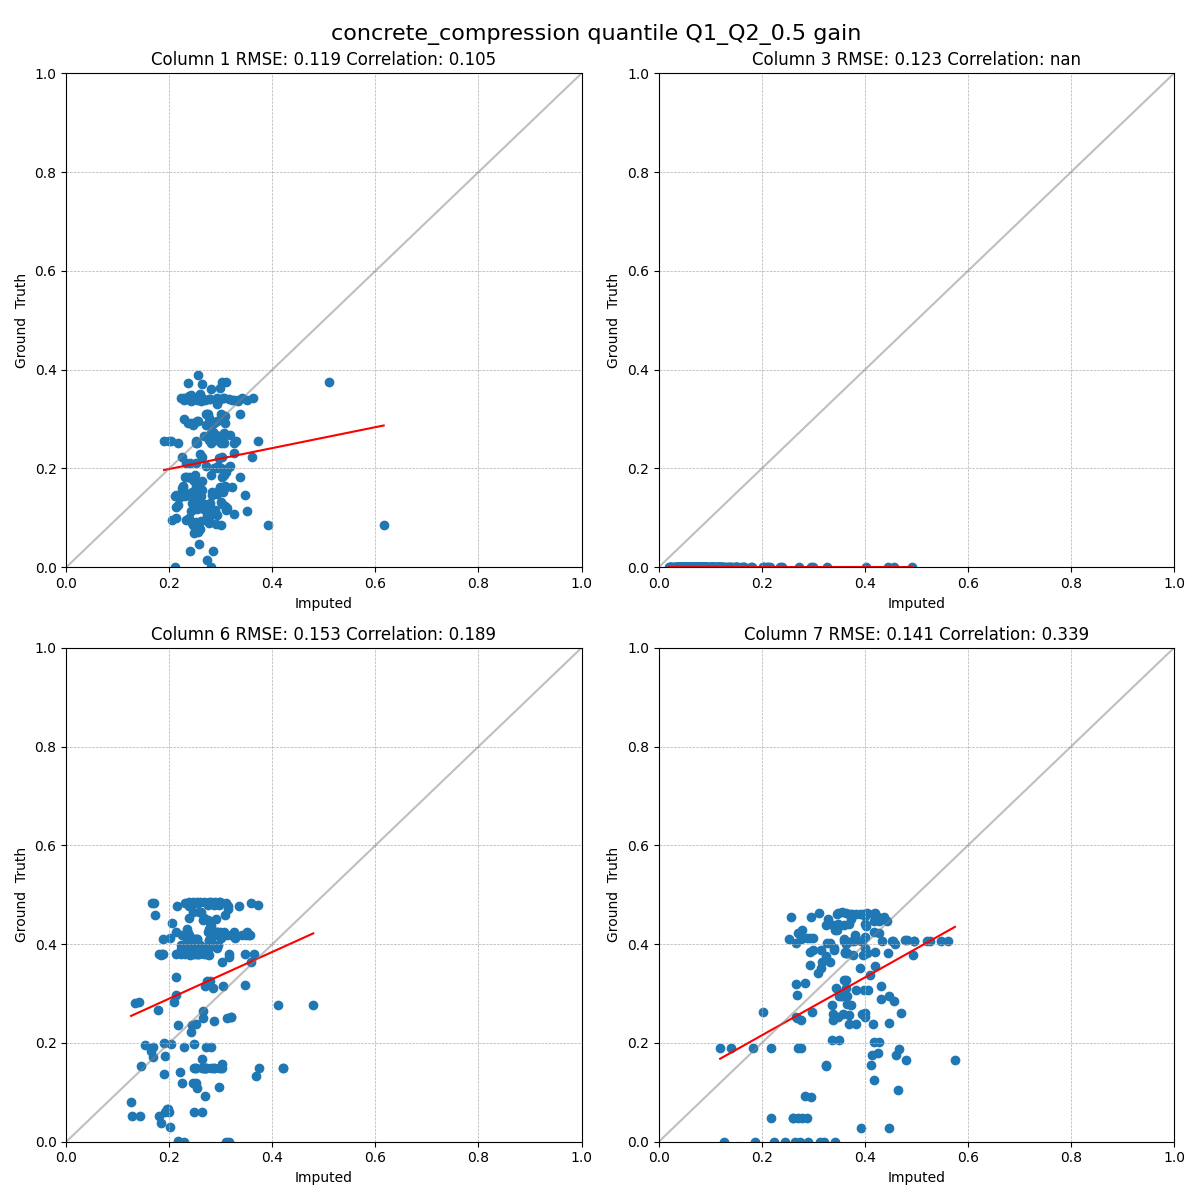 concrete_compression quantile Q1_Q2_0.5 gain
Column 1 RMSE: 0.119 Correlation: 0.105
1.0
0.8
0.6
0.4
0.2
0.0
Ground Truth
0.0 0.2 0.4 0.6 0.8 1.0
Imputed
Column 3 RMSE: 0.123 Correlation: nan
1.0
0.8
0.6
0.4
0.2
0.0
Ground Truth
0.0 0.2 0.4 0.6 0.8 1.0
Imputed
Column 6 RMSE: 0.153 Correlation: 0.189
1.0
0.8
0.6
0.4
0.2
0.0
Ground Truth
0.0 0.2 0.4 0.6 0.8 1.0
Imputed
Column 7 RMSE: 0.141 Correlation: 0.339
1.0
0.8
0.6
0.4
0.2
0.0
Ground Truth
0.0 0.2 0.4 0.6 0.8 1.0
Imputed